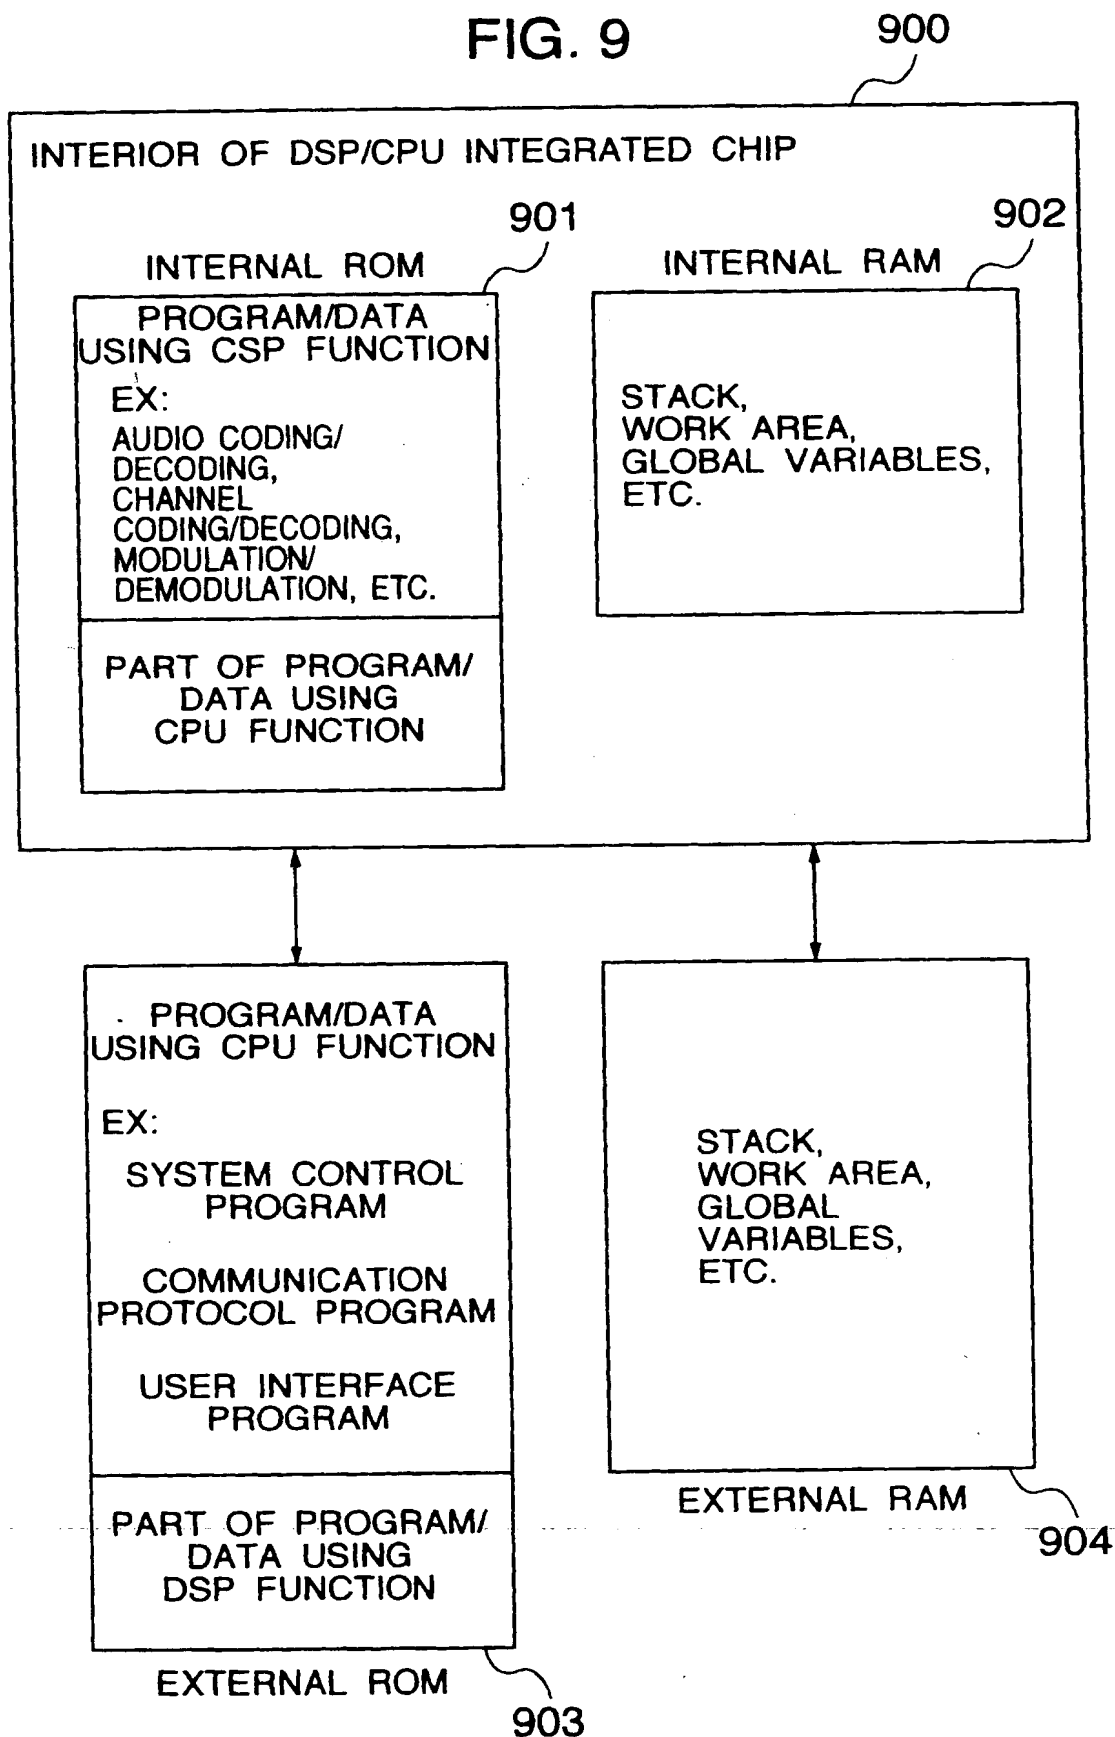 FIG. 9
900
INTERIOR OF DSP/CPU INTEGRATED CHIP
901
INTERNAL ROM
PROGRAM/DATA
USING CSP FUNCTION
EX:
AUDIO CODING/
DECODING,
CHANNEL
CODING/DECODING,
MODULATION/
DEMODULATION, ETC.
PART OF PROGRAM/
DATA USING
CPU FUNCTION
902
INTERNAL RAM
STACK,
WORK AREA,
GLOBAL VARIABLES,
ETC.
PROGRAM/DATA
USING CPU FUNCTION
EX:
SYSTEM CONTROL
PROGRAM
COMMUNICATION
PROTOCOL PROGRAM
USER INTERFACE
PROGRAM
PART OF PROGRAM/
DATA USING
DSP FUNCTION
EXTERNAL ROM
903
STACK,
WORK AREA,
GLOBAL
VARIABLES,
ETC.
EXTERNAL RAM
904